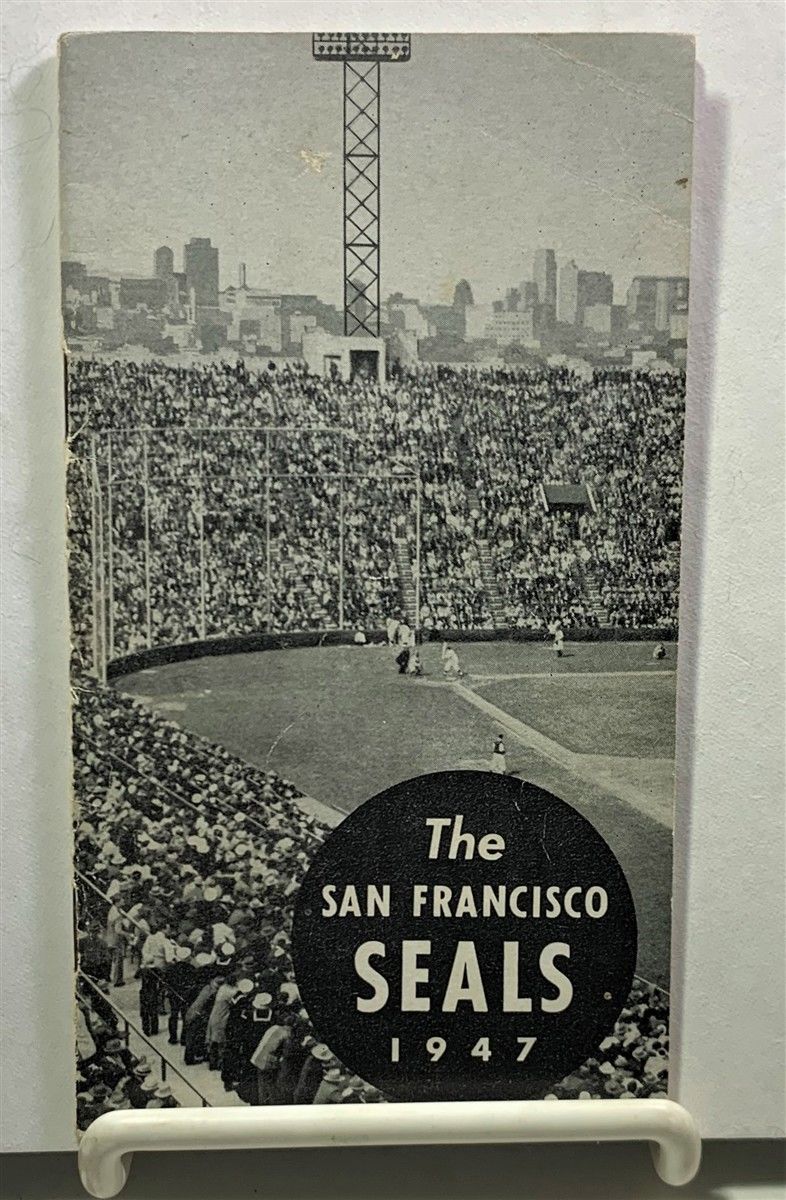 The
SAN FRANCISCO
SEALS
1947